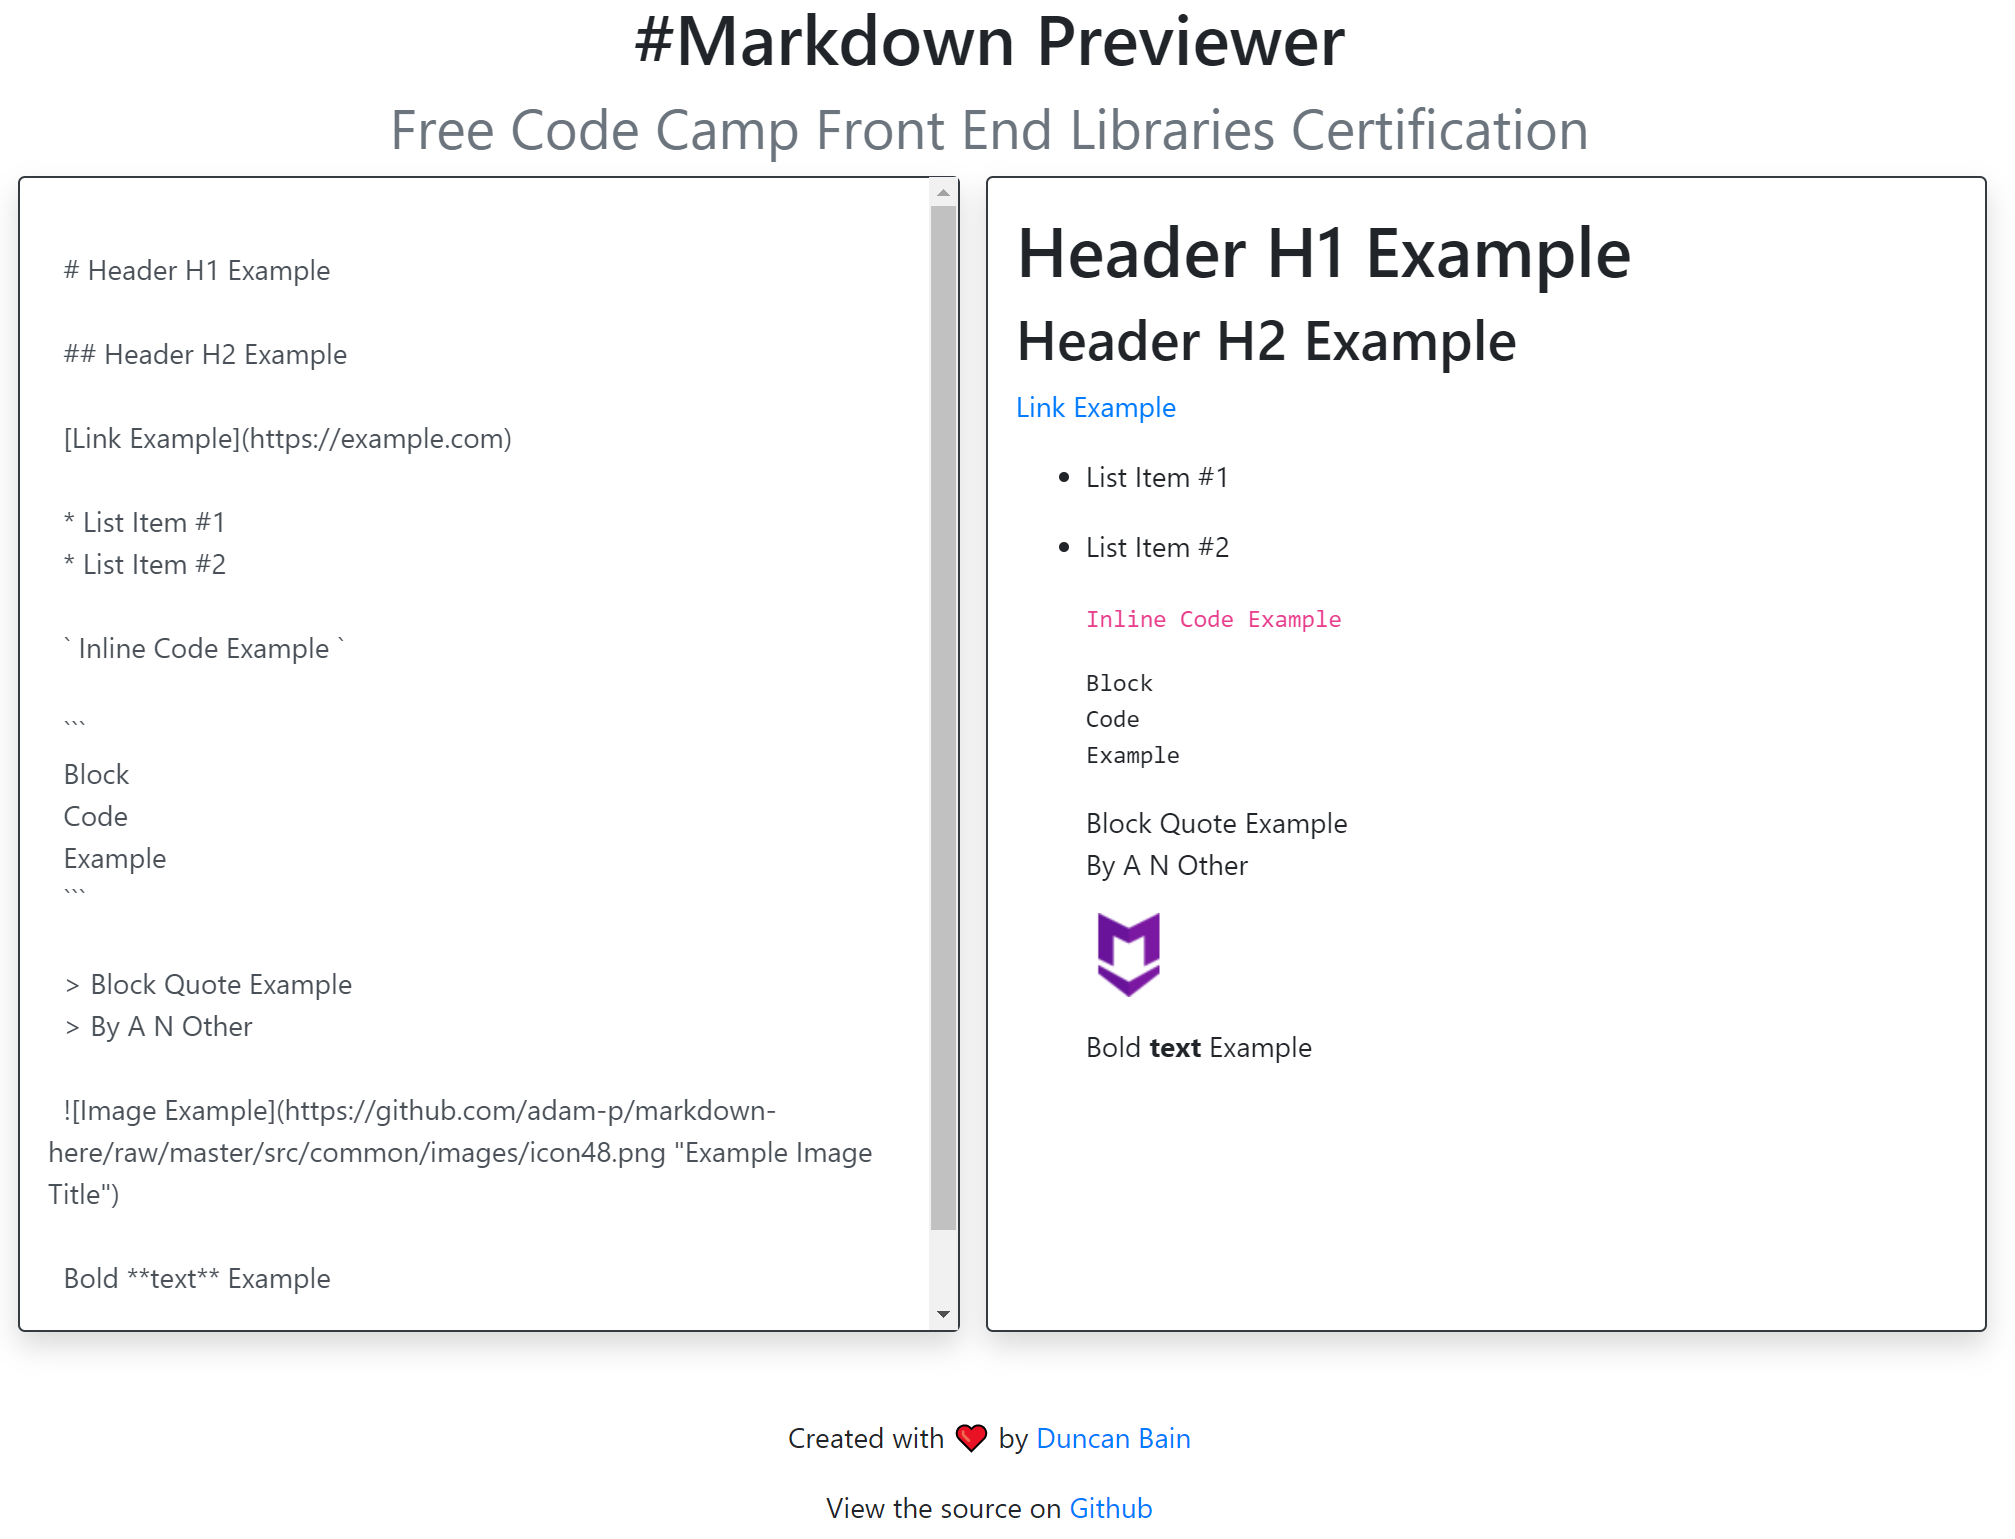 #Markdown Previewer
Free Code Camp Front End Libraries Certification
# Header H1 Example
## Header H2 Example
[Link Example](https://example.com)
* List Item #1
* List Item #2
` Inline Code Example `
```
Block
Code
Example
```
> Block Quote Example
> By A N Other
![Image Example](https://github.com/adam-p/markdown-
here/raw/master/src/common/images/icon48.png "Example Image
Title")
Bold **text** Example
Header H1 Example
Header H2 Example
Link Example
• List Item #1
• List Item #2
Inline Code Example
Block
Code
Example
Block Quote Example
By A N Other
Bold text Example
Created with ❤ by Duncan Bain
View the source on Github